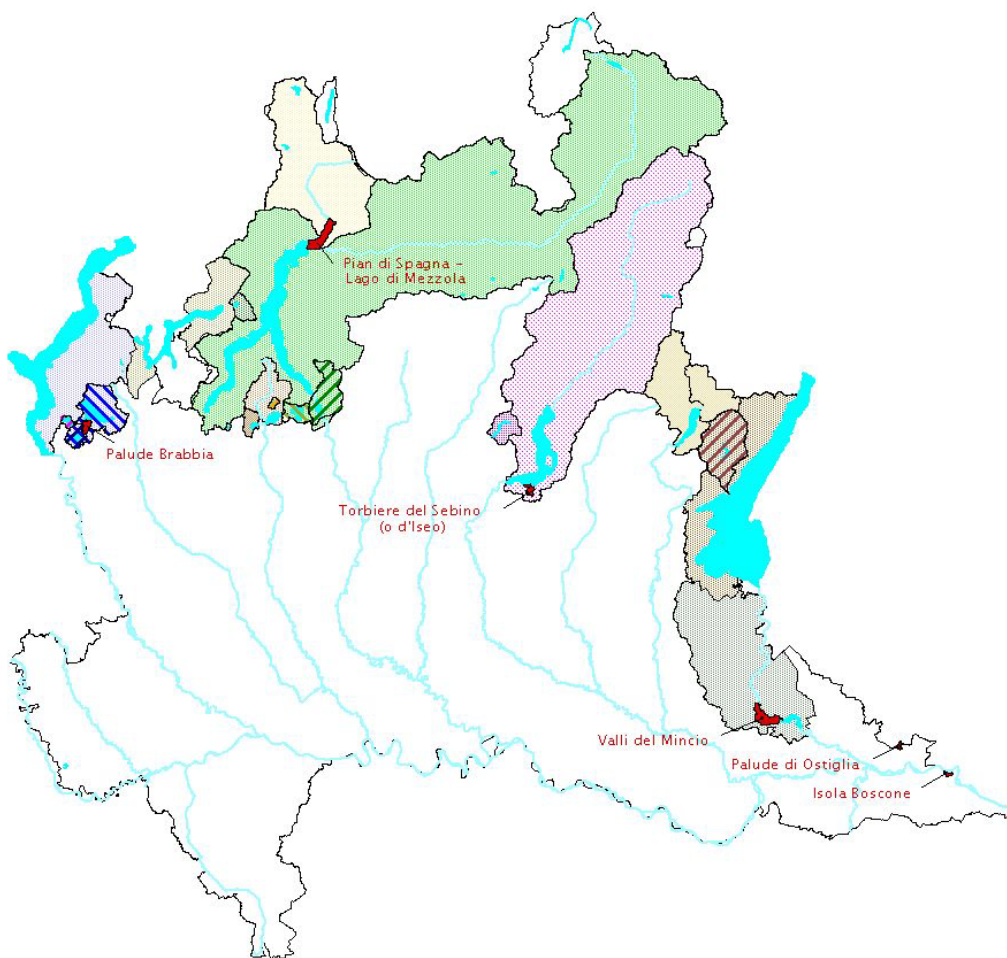 Pian di Spagna –
Lago di Mezzola
Palude Brabbia
Torbiere del Sebino
(o d'Iseo)
Valli del Mincio
Palude di Ostiglia
Isola Boscone